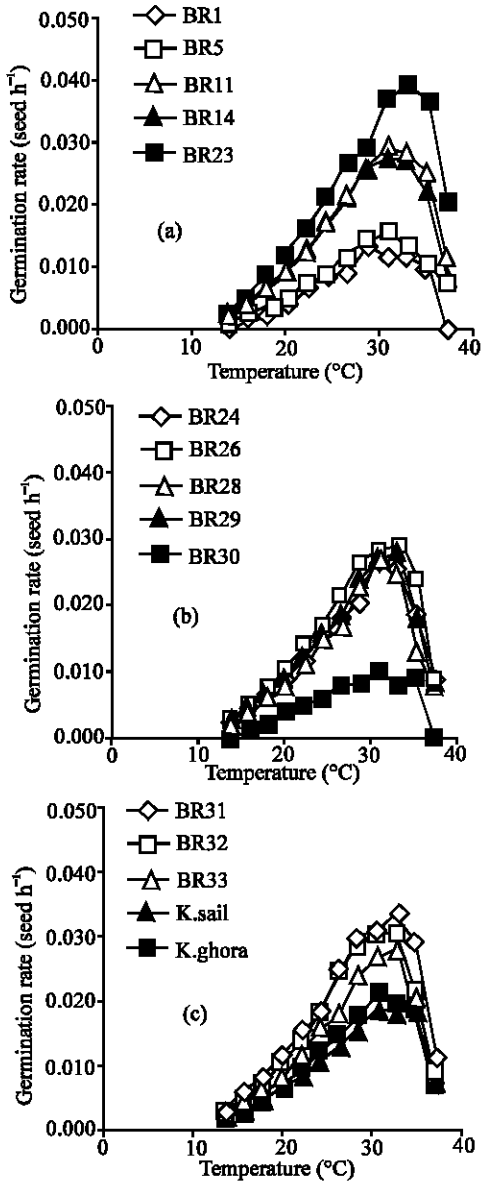 BR1
BR5
BR11
BR14
BR23
Germination rate (seed h⁻¹)
0.050
0.040
0.030
0.020
0.010
0.000
(a)
0 10 20 30 40
Temperature (°C)
BR24
BR26
BR28
BR29
BR30
Germination rate (seed h⁻¹)
0.050
0.040
0.030
0.020
0.010
0.000
(b)
0 10 20 30 40
Temperature (°C)
BR31
BR32
BR33
K.sail
K.ghora
Germination rate (seed h⁻¹)
0.050
0.040
0.030
0.020
0.010
0.000
(c)
0 10 20 30 40
Temperature (°C)